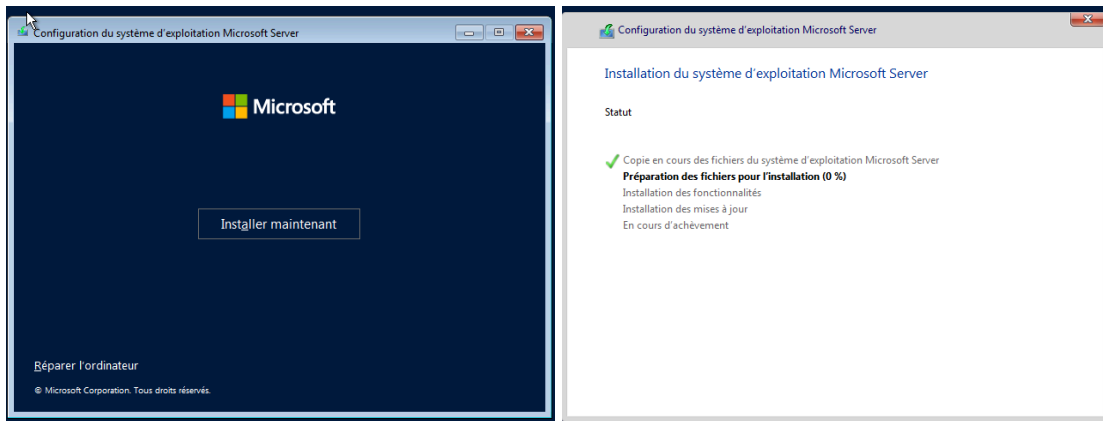 Configuration du système d'exploitation Microsoft Server
Microsoft
Installer maintenant
Réparer l'ordinateur
© Microsoft Corporation. Tous droits réservés.
Configuration du système d'exploitation Microsoft Server
Installation du système d'exploitation Microsoft Server
Statut
Copie en cours des fichiers du système d'exploitation Microsoft Server
Préparation des fichiers pour l'installation (0 %)
Installation des fonctionnalités
Installation des mises à jour
En cours d'achèvement